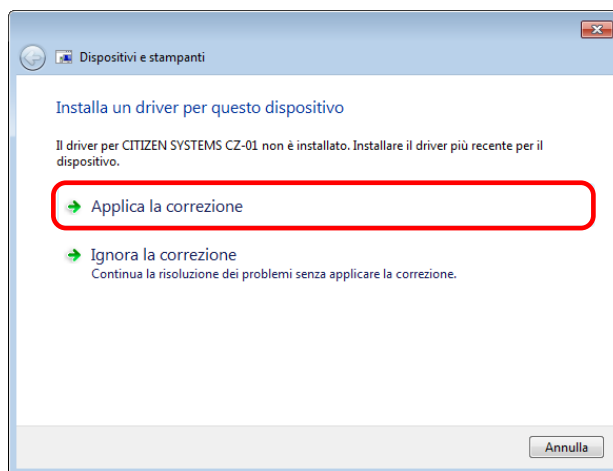 Dispositivi e stampanti
Installa un driver per questo dispositivo
Il driver per CITIZEN SYSTEMS CZ-01 non è installato. Installare il driver più recente per il
dispositivo.
Applica la correzione
Ignora la correzione
Continua la risoluzione dei problemi senza applicare la correzione.
Annulla